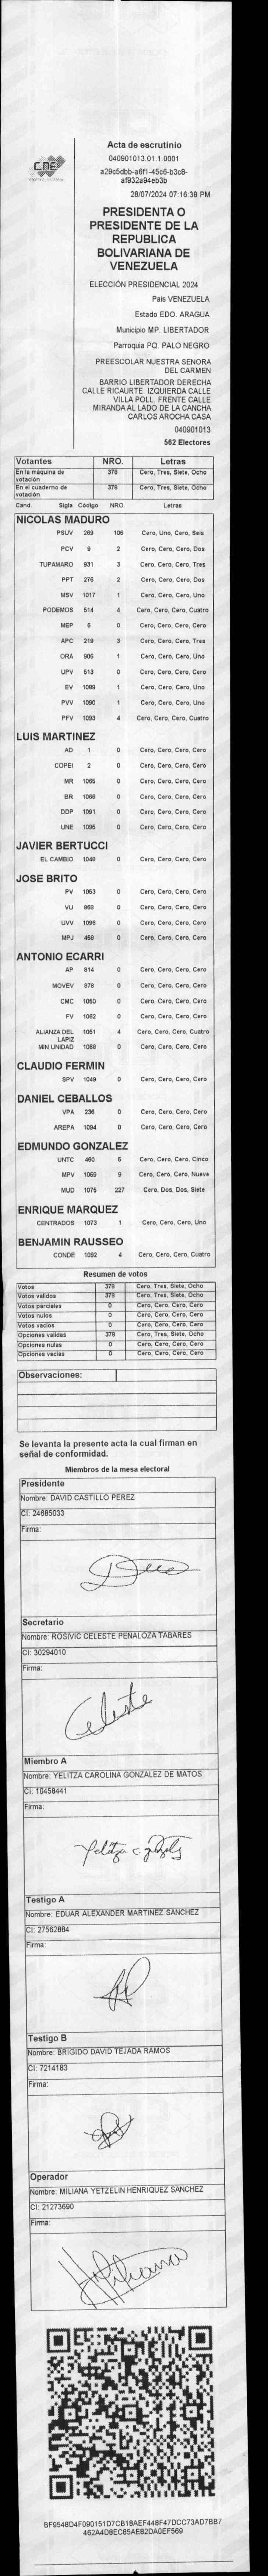 CNE
Acta de escrutinio
040901013.01.1.0001
a29c5dbb-a6f1-45c6-b3c8-
af932a94eb3b
28/07/2024 07:16:38 PM
PRESIDENTA O
PRESIDENTE DE LA
REPUBLICA
BOLIVARIANA DE
VENEZUELA
ELECCIÓN PRESIDENCIAL 2024
Pais VENEZUELA
Estado EDO. ARAGUA
Municipio MP. LIBERTADOR
Parroquia PQ. PALO NEGRO
PREESCOLAR NUESTRA SENORA
DEL CARMEN
BARRIO LIBERTADOR DERECHA
CALLE RICAURTE. IZQUIERDA CALLE
VILLA POLL. FRENTE CALLE
MIRANDA AL LADO DE LA CANCHA
CARLOS AROCHA CASA
040901013
562 Electores
Votantes NRO. Letras
En la máquina de votación 378 Cero, Tres, Siete, Ocho
En el cuaderno de votación 378 Cero, Tres, Siete, Ocho
Cand. Sigla Código NRO. Letras
NICOLAS MADURO
PSUV 269 106 Cero, Uno, Cero, Seis
PCV 9 2 Cero, Cero, Cero, Dos
TUPAMARO 931 3 Cero, Cero, Cero, Tres
PPT 276 2 Cero, Cero, Cero, Dos
MSV 1017 1 Cero, Cero, Cero, Uno
PODEMOS 514 4 Cero, Cero, Cero, Cuatro
MEP 6 0 Cero, Cero, Cero, Cero
APC 219 3 Cero, Cero, Cero, Tres
ORA 906 1 Cero, Cero, Cero, Uno
UPV 513 0 Cero, Cero, Cero, Cero
EV 1089 1 Cero, Cero, Cero, Uno
PVV 1090 1 Cero, Cero, Cero, Uno
PFV 1093 4 Cero, Cero, Cero, Cuatro
LUIS MARTINEZ
AD 1 0 Cero, Cero, Cero, Cero
COPEI 2 0 Cero, Cero, Cero, Cero
MR 1065 0 Cero, Cero, Cero, Cero
BR 1066 0 Cero, Cero, Cero, Cero
DDP 1091 0 Cero, Cero, Cero, Cero
UNE 1095 0 Cero, Cero, Cero, Cero
JAVIER BERTUCCI
EL CAMBIO 1048 0 Cero, Cero, Cero, Cero
JOSE BRITO
PV 1053 0 Cero, Cero, Cero, Cero
VU 868 0 Cero, Cero, Cero, Cero
UVV 1096 0 Cero, Cero, Cero, Cero
MPJ 458 0 Cero, Cero, Cero, Cero
ANTONIO ECARRI
AP 914 0 Cero, Cero, Cero, Cero
MOVEV 979 0 Cero, Cero, Cero, Cero
CMC 1050 0 Cero, Cero, Cero, Cero
FV 1062 0 Cero, Cero, Cero, Cero
ALIANZA DEL LAPIZ 1051 4 Cero, Cero, Cero, Cuatro
MIN UNIDAD 1068 0 Cero, Cero, Cero, Cero
CLAUDIO FERMIN
SPV 1049 0 Cero, Cero, Cero, Cero
DANIEL CEBALLOS
VPA 236 0 Cero, Cero, Cero, Cero
AREPA 1094 0 Cero, Cero, Cero, Cero
EDMUNDO GONZALEZ
UNTC 460 5 Cero, Cero, Cero, Cinco
MPV 1069 9 Cero, Cero, Cero, Nueve
MUD 1075 227 Cero, Dos, Dos, Siete
ENRIQUE MARQUEZ
CENTRADOS 1073 1 Cero, Cero, Cero, Uno
BENJAMIN RAUSSEO
CONDE 1092 4 Cero, Cero, Cero, Cuatro
Resumen de votos
Votos 378 Cero, Tres, Siete, Ocho
Votos validos 378 Cero, Tres, Siete, Ocho
Votos parciales 0 Cero, Cero, Cero, Cero
Votos nulos 0 Cero, Cero, Cero, Cero
Votos vacios 0 Cero, Cero, Cero, Cero
Opciones validas 378 Cero, Tres, Siete, Ocho
Opciones nulas 0 Cero, Cero, Cero, Cero
Opciones vacias 0 Cero, Cero, Cero, Cero
Observaciones:
Se levanta la presente acta la cual firman en
señal de conformidad.
Miembros de la mesa electoral
Presidente
Nombre: DAVID CASTILLO PEREZ
CI: 24685033
Firma:
Secretario
Nombre: ROSIVIC CELESTE PEÑALOZA TABARES
CI: 30294010
Firma:
Celeste
Miembro A
Nombre: YELITZA CAROLINA GONZALEZ DE MATOS
CI: 10458441
Firma:
Yelitza c gonzalez
Testigo A
Nombre: EDUAR ALEXANDER MARTINEZ SANCHEZ
CI: 27562884
Firma:
Testigo B
Nombre: BRIGIDO DAVID TEJADA RAMOS
CI: 7214183
Firma:
Operador
Nombre: MILIANA YETZELIN HENRIQUEZ SANCHEZ
CI: 21273690
Firma:
BF9548D4F090151D7CB18AEF448F47DCC73AD7BB7
462A4D8EC85AE82DA0EF569